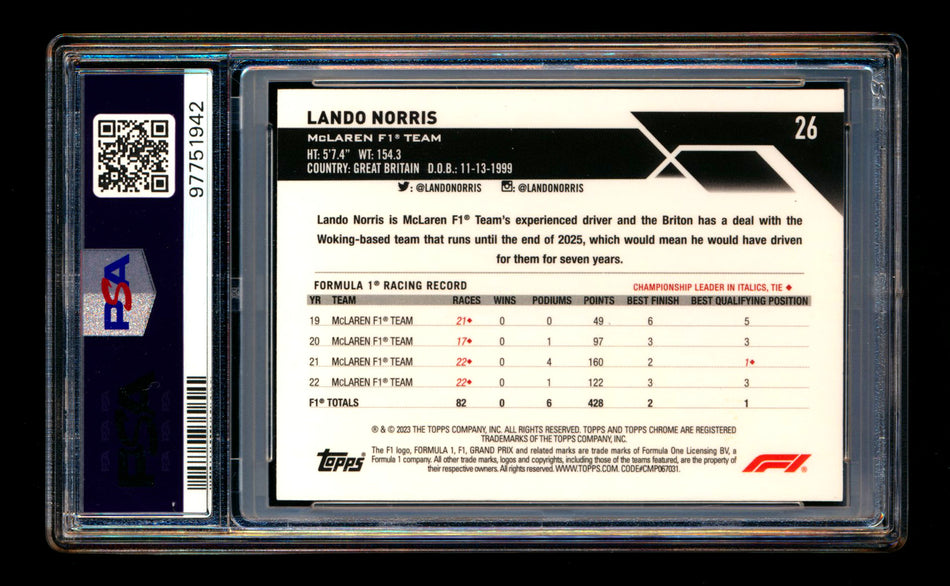 97751942
PSA
LANDO NORRIS
26
McLAREN F1® TEAM
HT: 5'7.4" WT: 154.3
COUNTRY: GREAT BRITAIN D.O.B.: 11-13-1999
: @LANDONORRIS : @LANDONORRIS
Lando Norris is McLaren F1® Team's experienced driver and the Briton has a deal with the
Woking-based team that runs until the end of 2025, which would mean he would have driven
for them for seven years.
FORMULA 1® RACING RECORD CHAMPIONSHIP LEADER IN ITALICS, TIE ◆
YR TEAM RACES WINS PODIUMS POINTS BEST FINISH BEST QUALIFYING POSITION
19 McLAREN F1® TEAM 21◆ 0 0 49 6 5
20 McLAREN F1® TEAM 17◆ 0 1 97 3 3
21 McLAREN F1® TEAM 22◆ 0 4 160 2 1◆
22 McLAREN F1® TEAM 22◆ 0 1 122 3 3
F1® TOTALS 82 0 6 428 2 1
® & © 2023 THE TOPPS COMPANY, INC. ALL RIGHTS RESERVED. TOPPS AND TOPPS CHROME ARE REGISTERED
TRADEMARKS OF THE TOPPS COMPANY, INC.
The F1 logo, FORMULA 1, F1, GRAND PRIX and related marks are trade marks of Formula One Licensing BV, a
Formula 1 company. All other trade marks, logos and copyrights, including those of the teams featured, are the property of
their respective owners. All rights reserved. WWW.TOPPS.COM. CODE#CMP067031.
Topps®
F1®